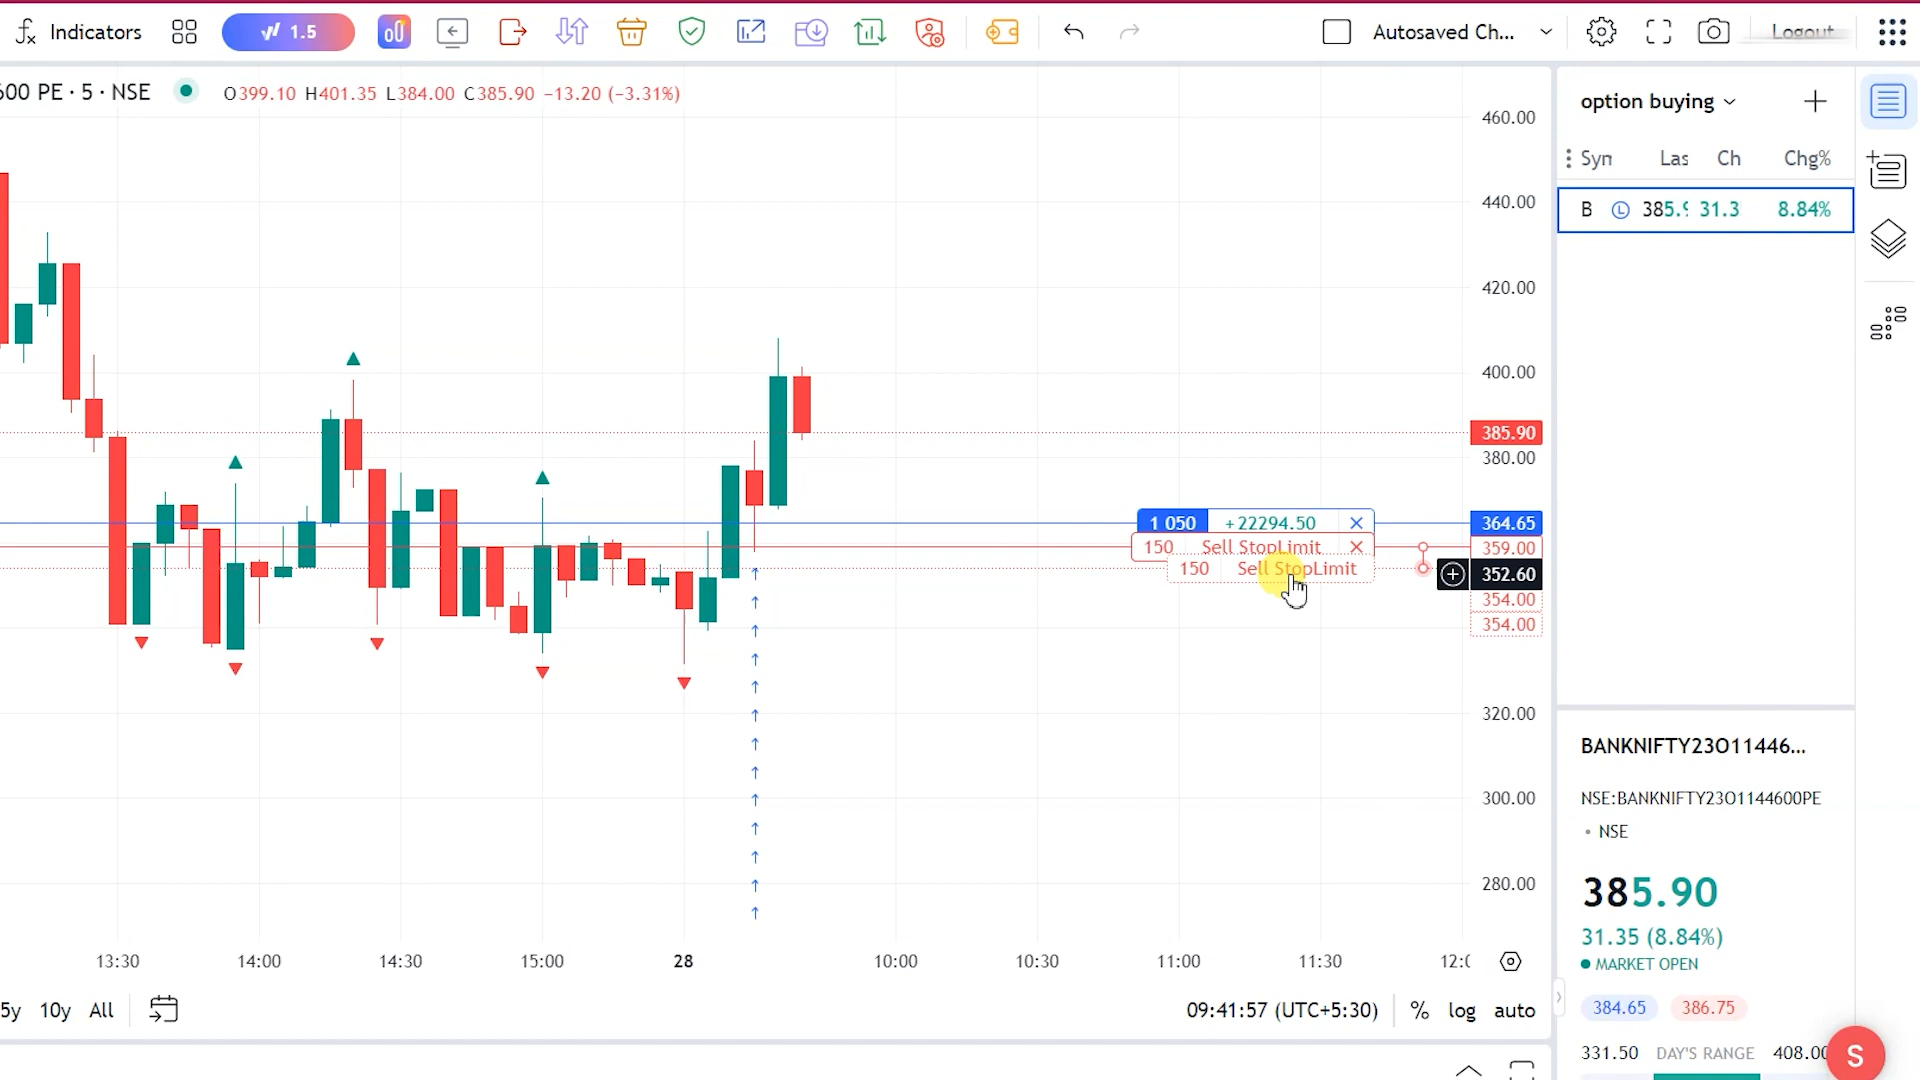 Indicators
1.5
Autosaved Ch...
Logout
600 PE · 5 · NSE
O399.10 H401.35 L384.00 C385.90 −13.20 (−3.31%)
460.00
440.00
420.00
400.00
385.90
380.00
1 050 +22294.50
364.65
150 Sell StopLimit
359.00
150 Sell StopLimit
352.60
354.00
354.00
320.00
300.00
280.00
13:30 14:00 14:30 15:00 28 10:00 10:30 11:00 11:30
5y 10y All
09:41:57 (UTC+5:30) % log auto
option buying
Las Ch Chg%
B L 385.9 31.3 8.84%
BANKNIFTY23O11446...
NSE:BANKNIFTY23O1144600PE
• NSE
385.90
31.35 (8.84%)
MARKET OPEN
384.65 386.75
331.50 DAY'S RANGE 408.00
S